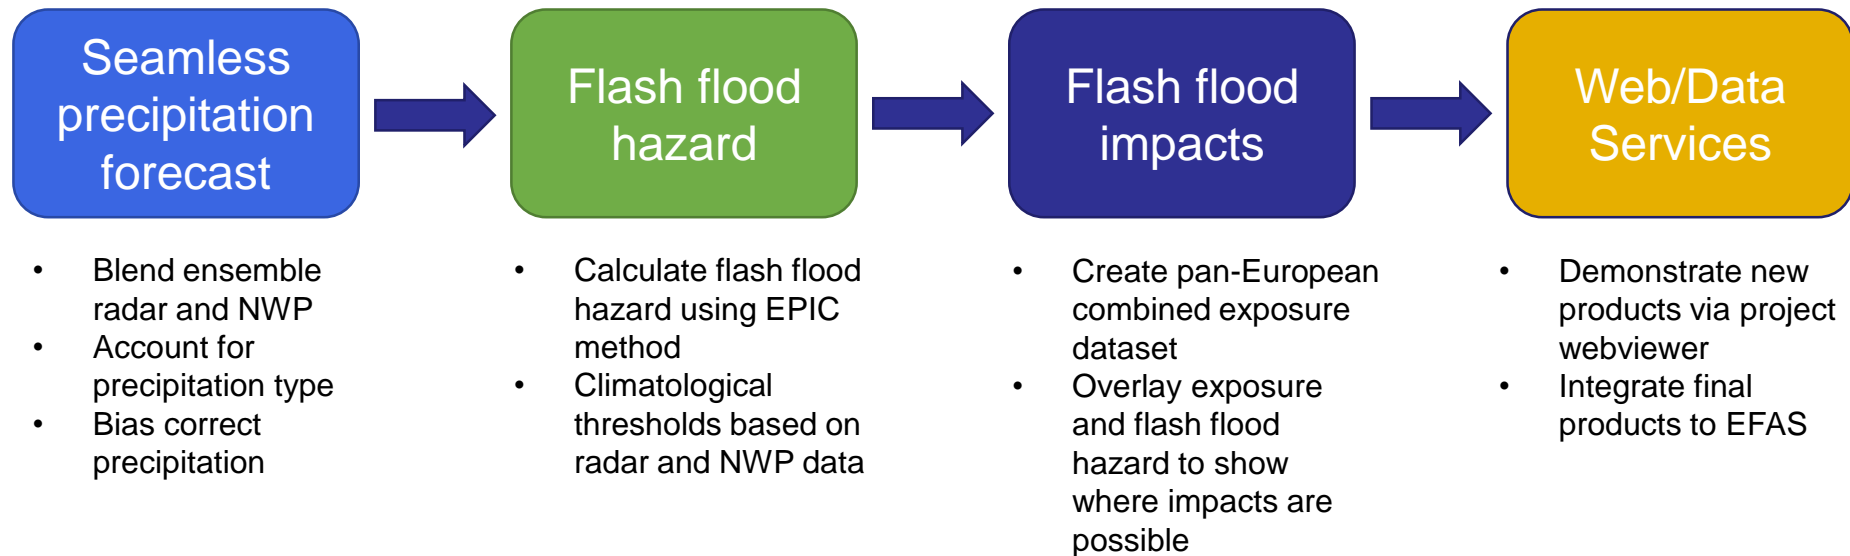 Seamless
precipitation
forecast
Flash flood
hazard
Flash flood
impacts
Web/Data
Services
• Blend ensemble
radar and NWP
• Account for
precipitation type
• Bias correct
precipitation
• Calculate flash flood
hazard using EPIC
method
• Climatological
thresholds based on
radar and NWP data
• Create pan-European
combined exposure
dataset
• Overlay exposure
and flash flood
hazard to show
where impacts are
possible
• Demonstrate new
products via project
webviewer
• Integrate final
products to EFAS